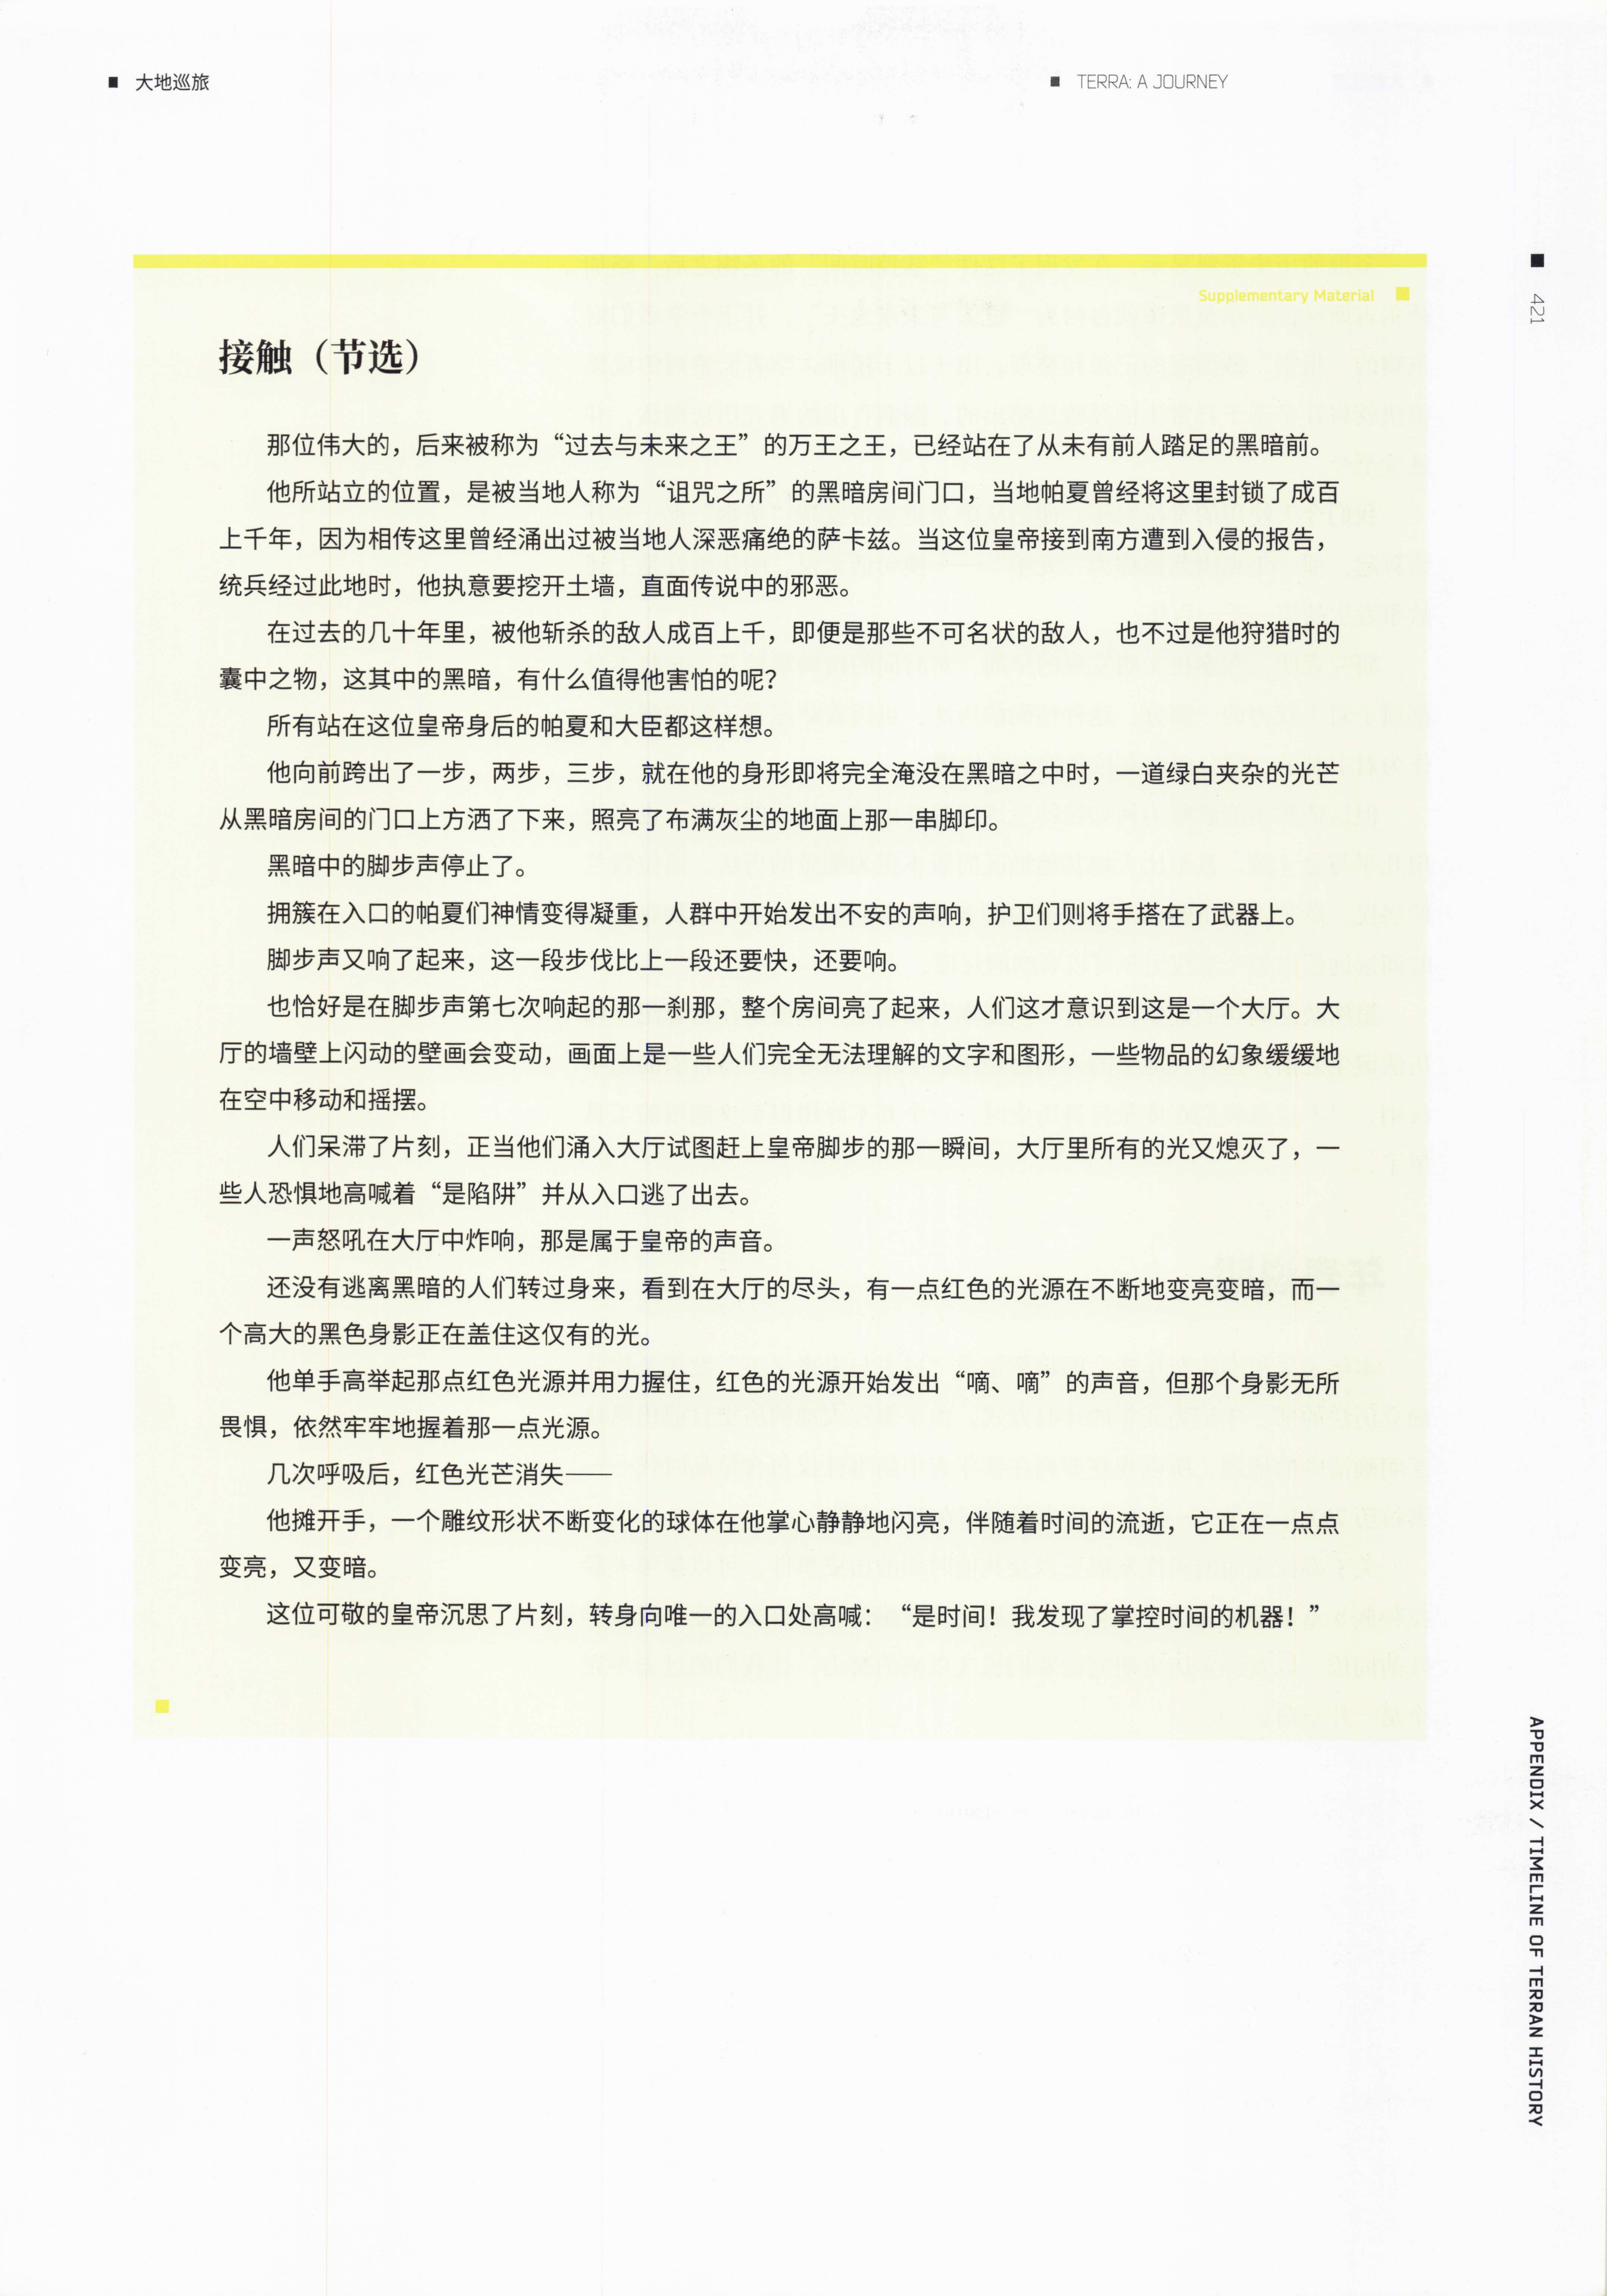 大地巡旅
TERRA: A JOURNEY
421
Supplementary Material
接触（节选）
那位伟大的，后来被称为“过去与未来之王”的万王之王，已经站在了从未有前人踏足的黑暗前。
他所站立的位置，是被当地人称为“诅咒之所”的黑暗房间门口，当地帕夏曾经将这里封锁了成百
上千年，因为相传这里曾经涌出过被当地人深恶痛绝的萨卡兹。当这位皇帝接到南方遭到入侵的报告，
统兵经过此地时，他执意要挖开土墙，直面传说中的邪恶。
在过去的几十年里，被他斩杀的敌人成百上千，即便是那些不可名状的敌人，也不过是他狩猎时的
囊中之物，这其中的黑暗，有什么值得他害怕的呢？
所有站在这位皇帝身后的帕夏和大臣都这样想。
他向前跨出了一步，两步，三步，就在他的身形即将完全淹没在黑暗之中时，一道绿白夹杂的光芒
从黑暗房间的门口上方洒了下来，照亮了布满灰尘的地面上那一串脚印。
黑暗中的脚步声停止了。
拥簇在入口的帕夏们神情变得凝重，人群中开始发出不安的声响，护卫们则将手搭在了武器上。
脚步声又响了起来，这一段步伐比上一段还要快，还要响。
也恰好是在脚步声第七次响起的那一刹那，整个房间亮了起来，人们这才意识到这是一个大厅。大
厅的墙壁上闪动的壁画会变动，画面上是一些人们完全无法理解的文字和图形，一些物品的幻象缓缓地
在空中移动和摇摆。
人们呆滞了片刻，正当他们涌入大厅试图赶上皇帝脚步的那一瞬间，大厅里所有的光又熄灭了，一
些人恐惧地高喊着“是陷阱”并从入口逃了出去。
一声怒吼在大厅中炸响，那是属于皇帝的声音。
还没有逃离黑暗的人们转过身来，看到在大厅的尽头，有一点红色的光源在不断地变亮变暗，而一
个高大的黑色身影正在盖住这仅有的光。
他单手高举起那点红色光源并用力握住，红色的光源开始发出“嘀、嘀”的声音，但那个身影无所
畏惧，依然牢牢地握着那一点光源。
几次呼吸后，红色光芒消失——
他摊开手，一个雕纹形状不断变化的球体在他掌心静静地闪亮，伴随着时间的流逝，它正在一点点
变亮，又变暗。
这位可敬的皇帝沉思了片刻，转身向唯一的入口处高喊：“是时间！我发现了掌控时间的机器！”
APPENDIX / TIMELINE OF TERRAN HISTORY